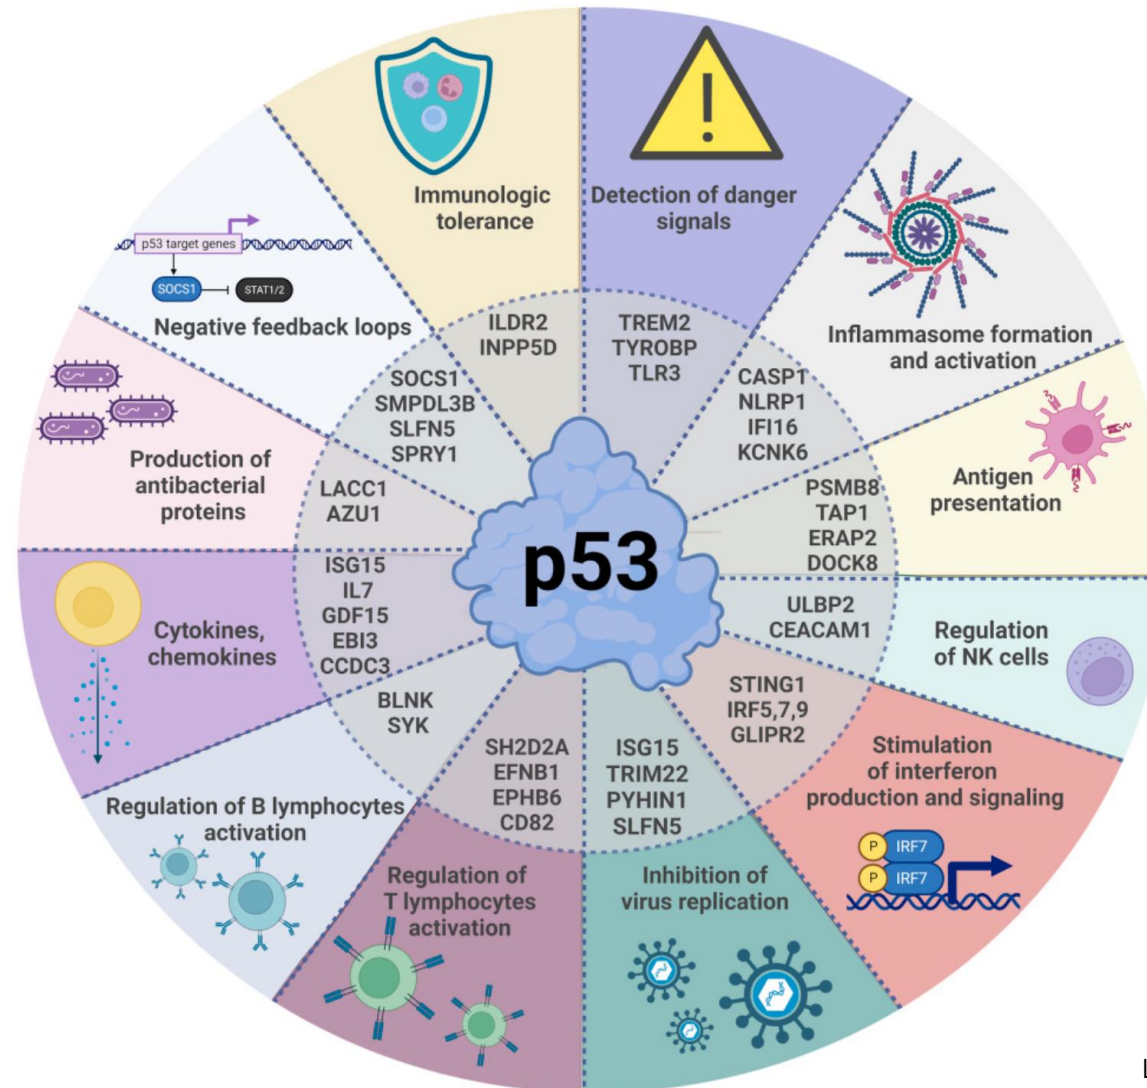 Immunologic
tolerance
Detection of danger
signals
Inflammasome formation
and activation
Antigen
presentation
Regulation
of NK cells
Stimulation
of interferon
production and signaling
P
IRF7
P
IRF7
Inhibition of
virus replication
Regulation of
T lymphocytes
activation
Regulation of B lymphocytes
activation
Cytokines,
chemokines
Production of
antibacterial
proteins
p53 target genes
SOCS1
STAT1/2
Negative feedback loops
ILDR2
INPP5D
TREM2
TYROBP
TLR3
CASP1
NLRP1
IFI16
KCNK6
PSMB8
TAP1
ERAP2
DOCK8
ULBP2
CEACAM1
STING1
IRF5,7,9
GLIPR2
ISG15
TRIM22
PYHIN1
SLFN5
SH2D2A
EFNB1
EPHB6
CD82
BLNK
SYK
ISG15
IL7
GDF15
EBI3
CCDC3
LACC1
AZU1
SOCS1
SMPDL3B
SLFN5
SPRY1
p53